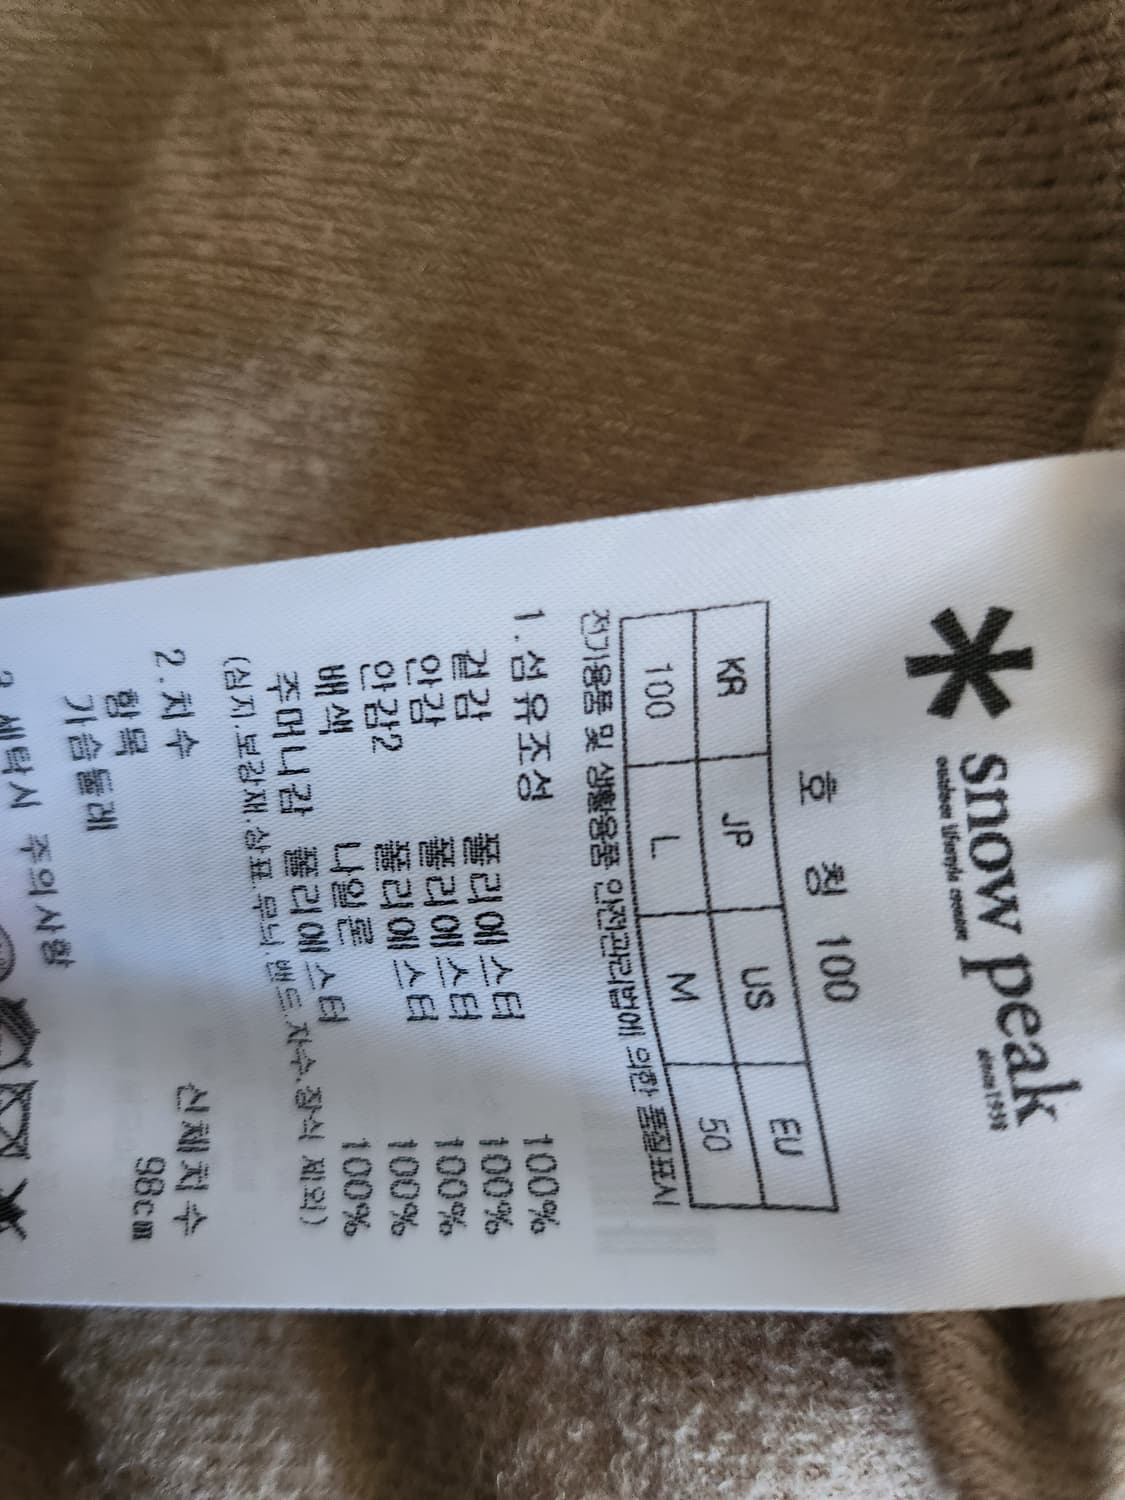 snow peak
outdoor lifestyle creator
since 1958
호 칭 100
KR JP US EU
100 L M 50
전기용품 및 생활용품 안전관리법에 의한 품질표시
1.섬유조성
겉감 폴리에스터 100%
안감 폴리에스터 100%
안감2 폴리에스터 100%
배색 나일론 100%
주머니감 폴리에스터 100%
(심지.보강재.상표.무늬.밴드.자수.장식 제외)
2.치수
항목 신체치수
가슴둘레 98cm
3.세탁시 주의사항